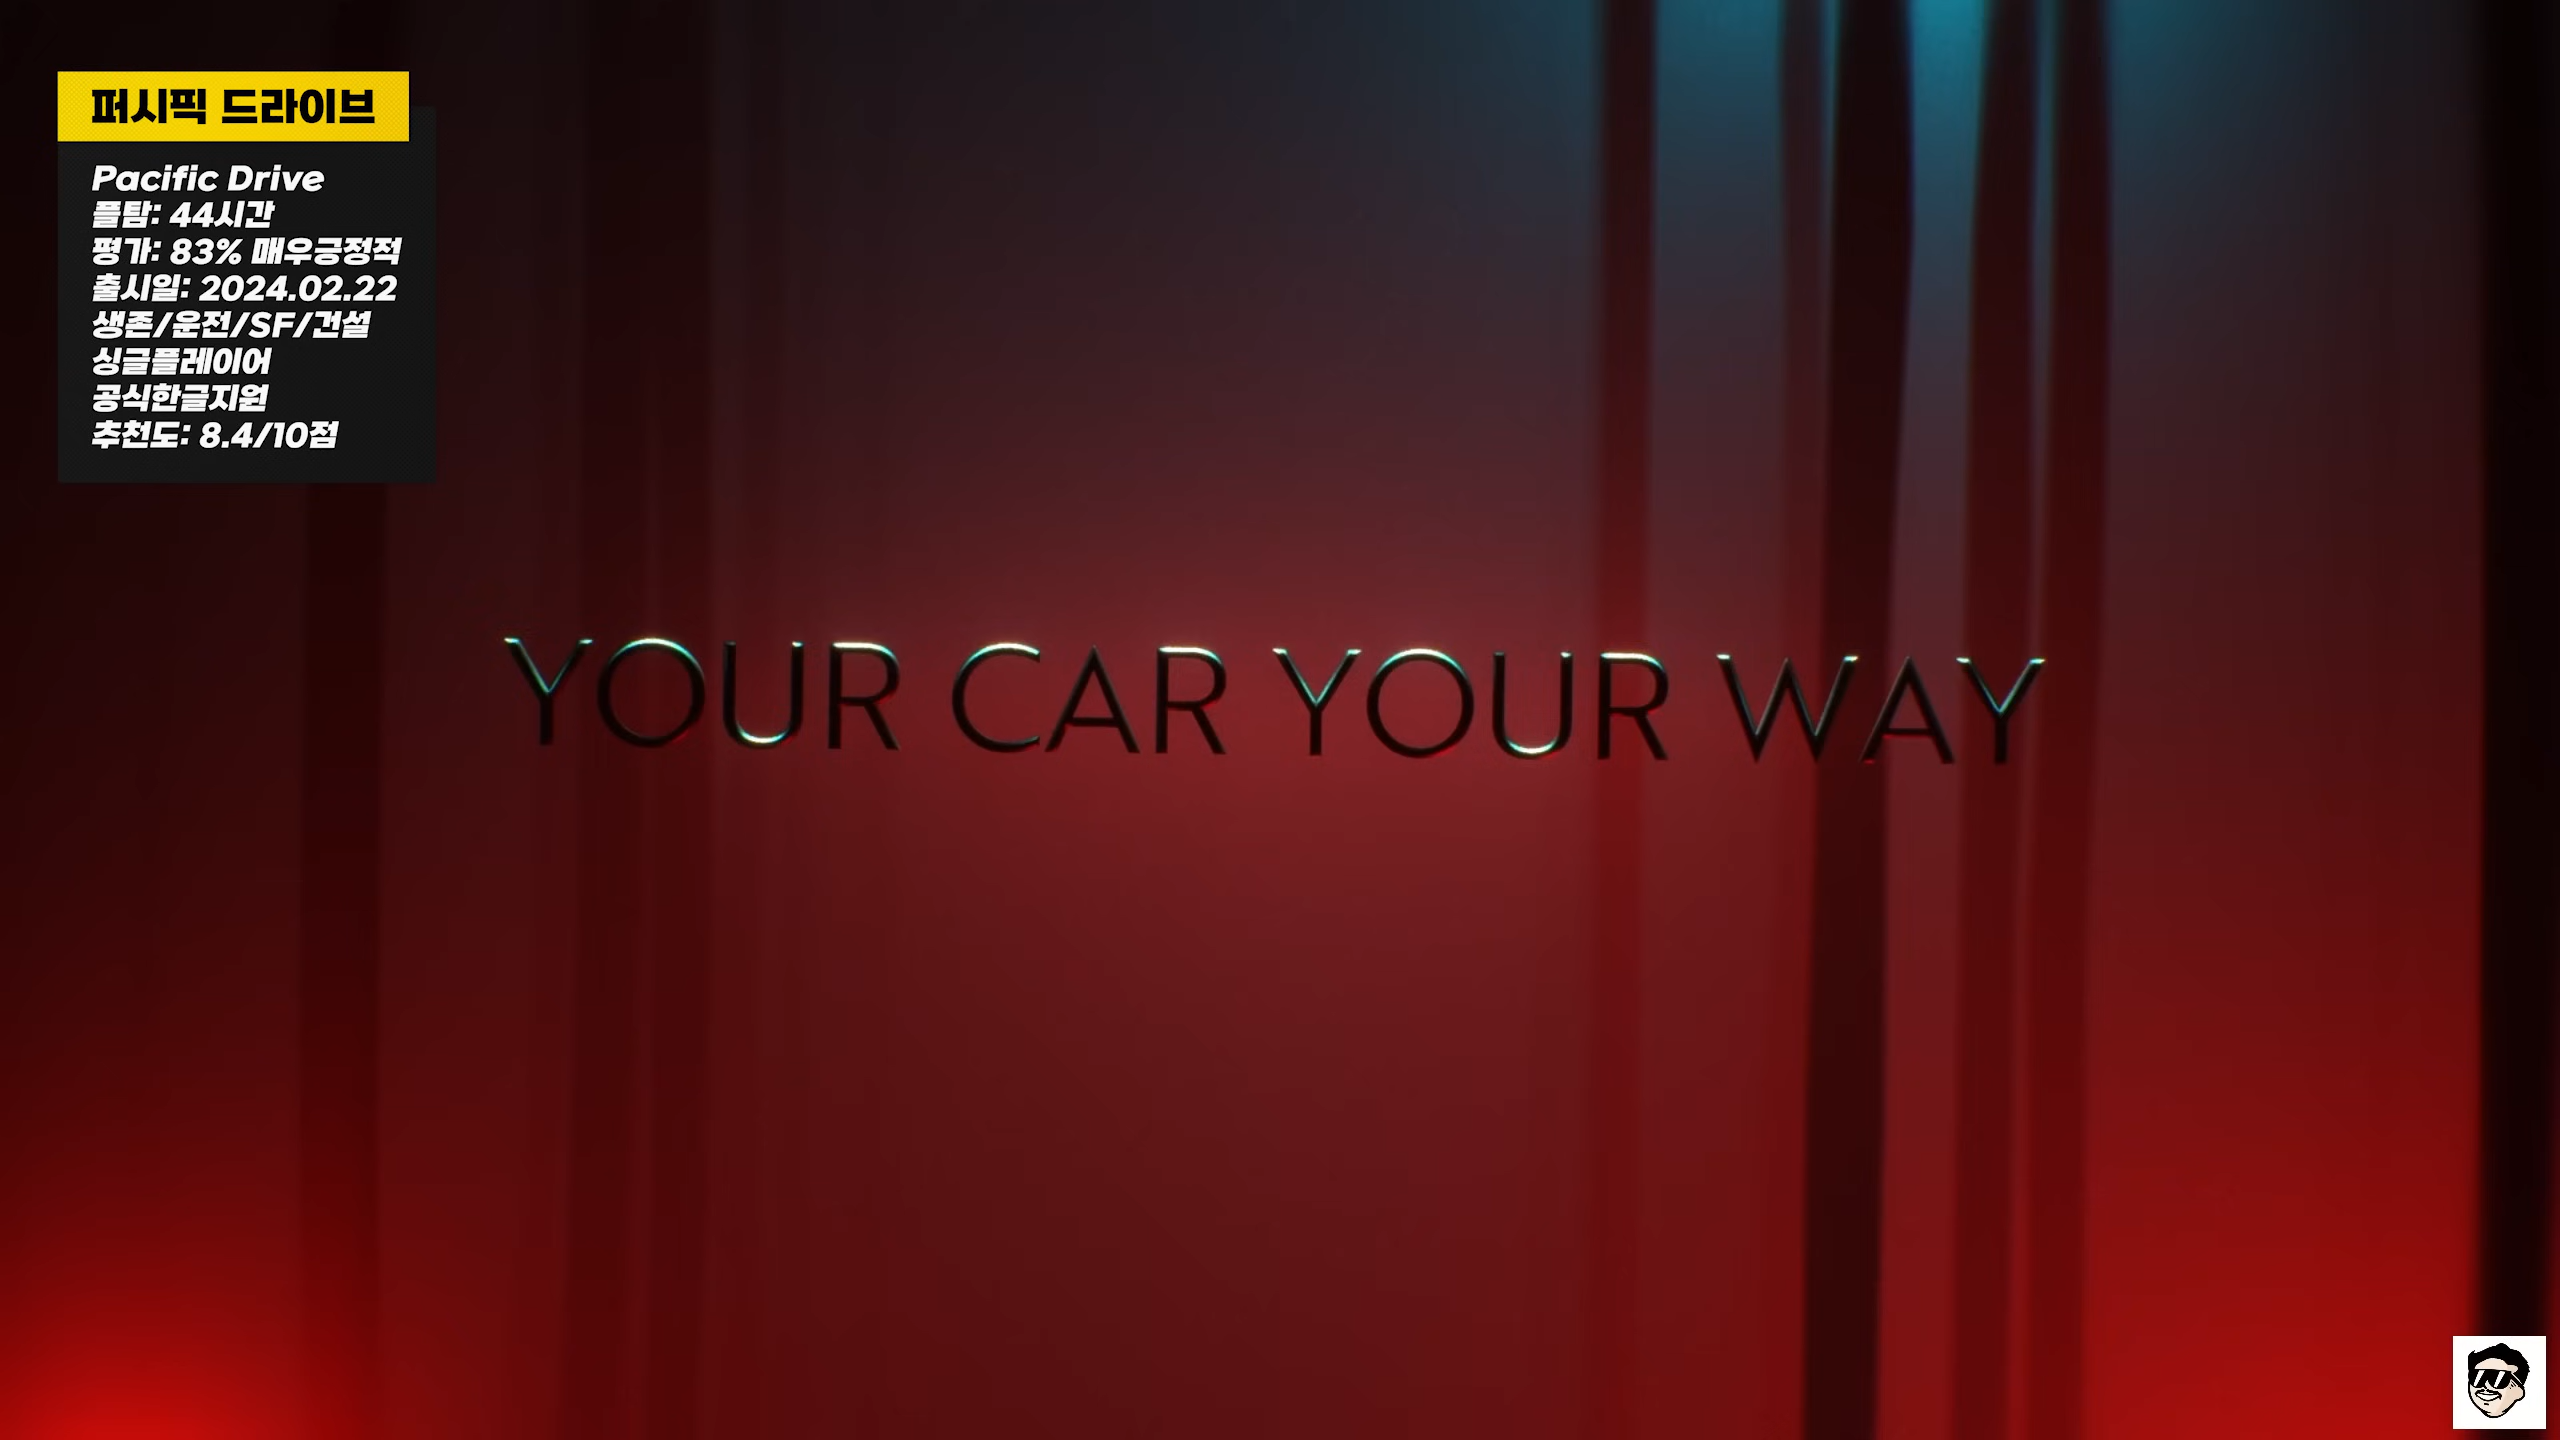 퍼시픽 드라이브
Pacific Drive
플탐: 44시간
평가: 83% 매우긍정적
출시일: 2024.02.22
생존/운전/SF/건설
싱글플레이어
공식한글지원
추천도: 8.4/10점
YOUR CAR YOUR WAY